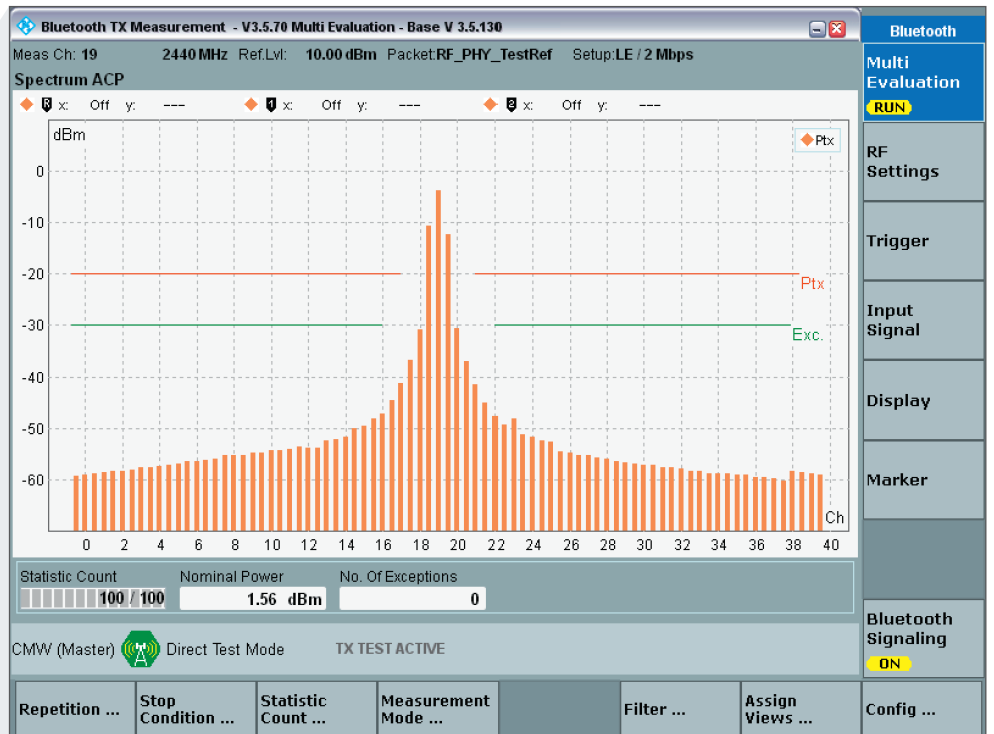 Bluetooth TX Measurement - V3.5.70 Multi Evaluation - Base V 3.5.130
Meas Ch: 19 2440 MHz Ref.Lvl: 10.00 dBm Packet:RF_PHY_TestRef Setup:LE / 2 Mbps
Spectrum ACP
R x: Off y: --- 1 x: Off y: --- 2 x: Off y: ---
dBm
Ptx
0
-10
-20
Ptx
-30
Exc.
-40
-50
-60
Ch
0 2 4 6 8 10 12 14 16 18 20 22 24 26 28 30 32 34 36 38 40
Statistic Count Nominal Power No. Of Exceptions
100 / 100 1.56 dBm 0
CMW (Master) Direct Test Mode TX TEST ACTIVE
Bluetooth
Multi
Evaluation
RUN
RF
Settings
Trigger
Input
Signal
Display
Marker
Bluetooth
Signaling
ON
Repetition ...
Stop
Condition ...
Statistic
Count ...
Measurement
Mode ...
Filter ...
Assign
Views ...
Config ...